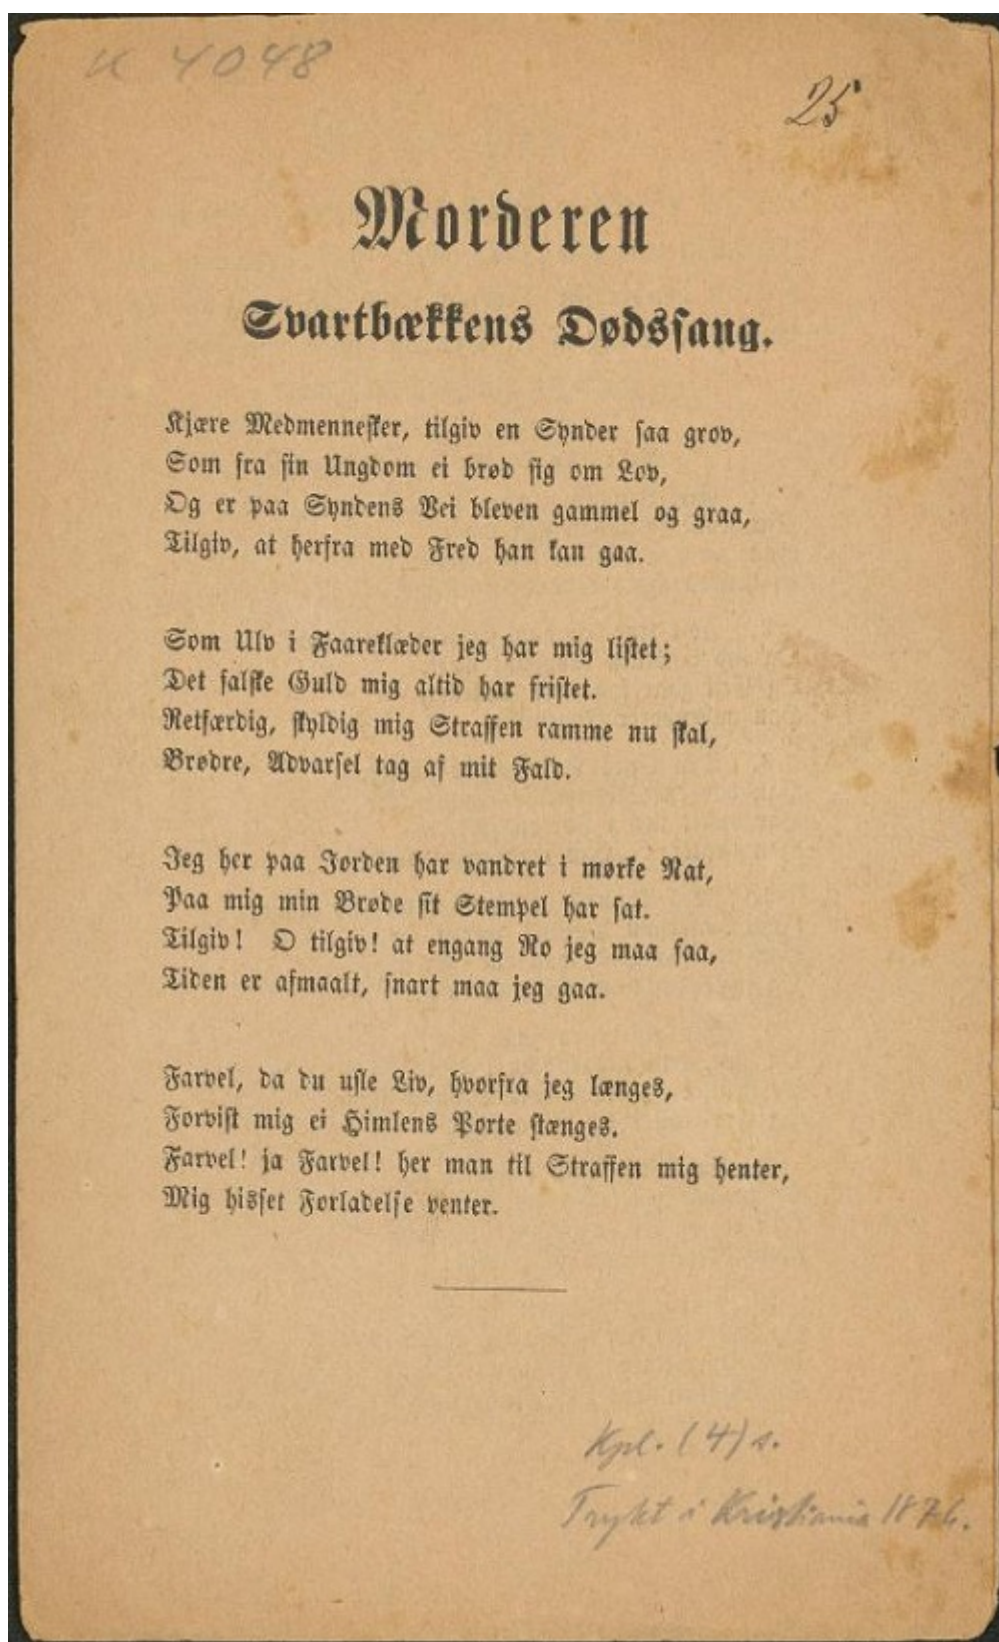 u 4048
25
Morderen
Svartbækkens Dødssang.
Kjære Medmennesker, tilgiv en Synder saa grov,
Som fra sin Ungdom ei brød sig om Lov,
Og er paa Syndens Vei bleven gammel og graa,
Tilgiv, at herfra med Fred han kan gaa.
Som Ulv i Faareklæder jeg har mig listet;
Det falske Guld mig altid har fristet.
Retfærdig, skyldig mig Straffen ramme nu skal,
Brødre, Advarsel tag af mit Fald.
Jeg her paa Jorden har vandret i mørke Nat,
Paa mig min Brøde sit Stempel har sat.
Tilgiv! O tilgiv! at engang Ro jeg maa faa,
Tiden er afmaalt, snart maa jeg gaa.
Farvel, da du usle Liv, hvorfra jeg længes,
Forvist mig ei Himlens Porte stænges.
Farvel! ja Farvel! her man til Straffen mig henter,
Mig hisset Forladelse venter.
Kpl. (4) s.
Trykt i Kristiania 1876.